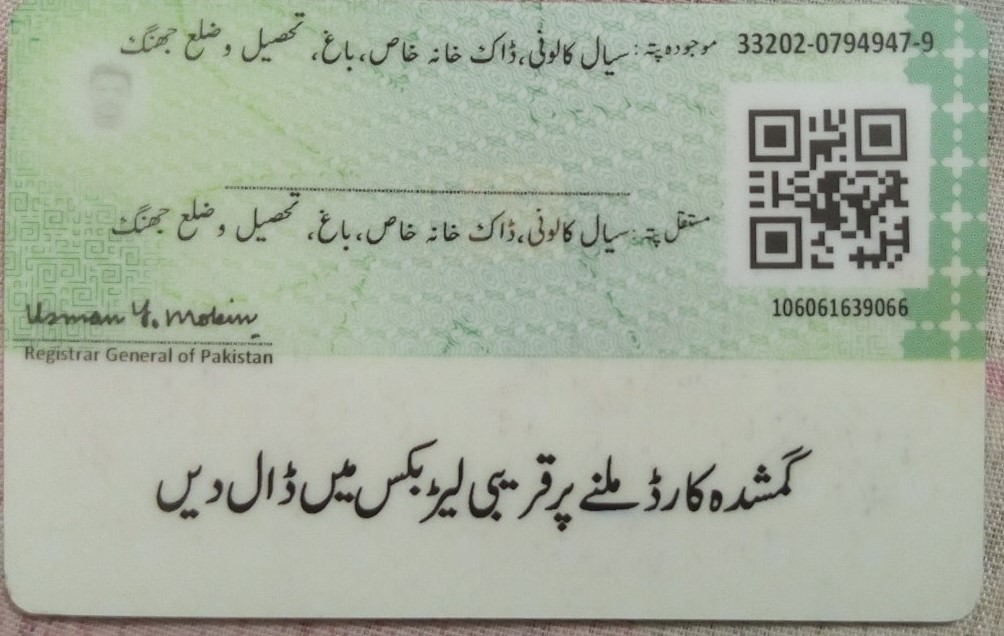 33202-0794947-9
موجودہ پتہ: سیال کالونی، ڈاک خانہ خاص، باغ، تحصیل و ضلع جھنگ
مستقل پتہ: سیال کالونی، ڈاک خانہ خاص، باغ، تحصیل و ضلع جھنگ
106061639066
Usman Y. Mobin
Registrar General of Pakistan
گمشدہ کارڈ ملنے پر قریبی لیٹر بکس میں ڈال دیں